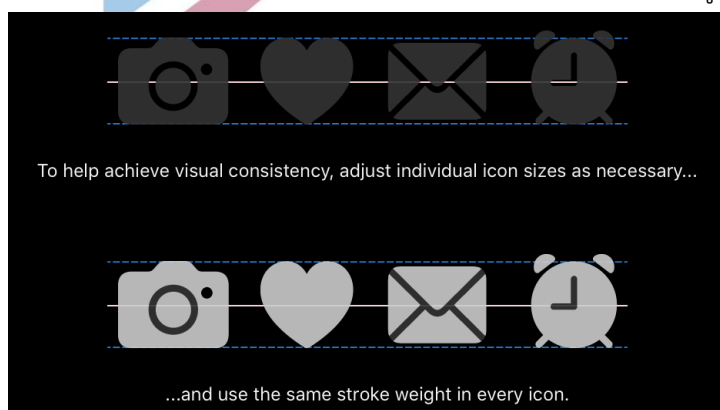 To help achieve visual consistency, adjust individual icon sizes as necessary...
...and use the same stroke weight in every icon.